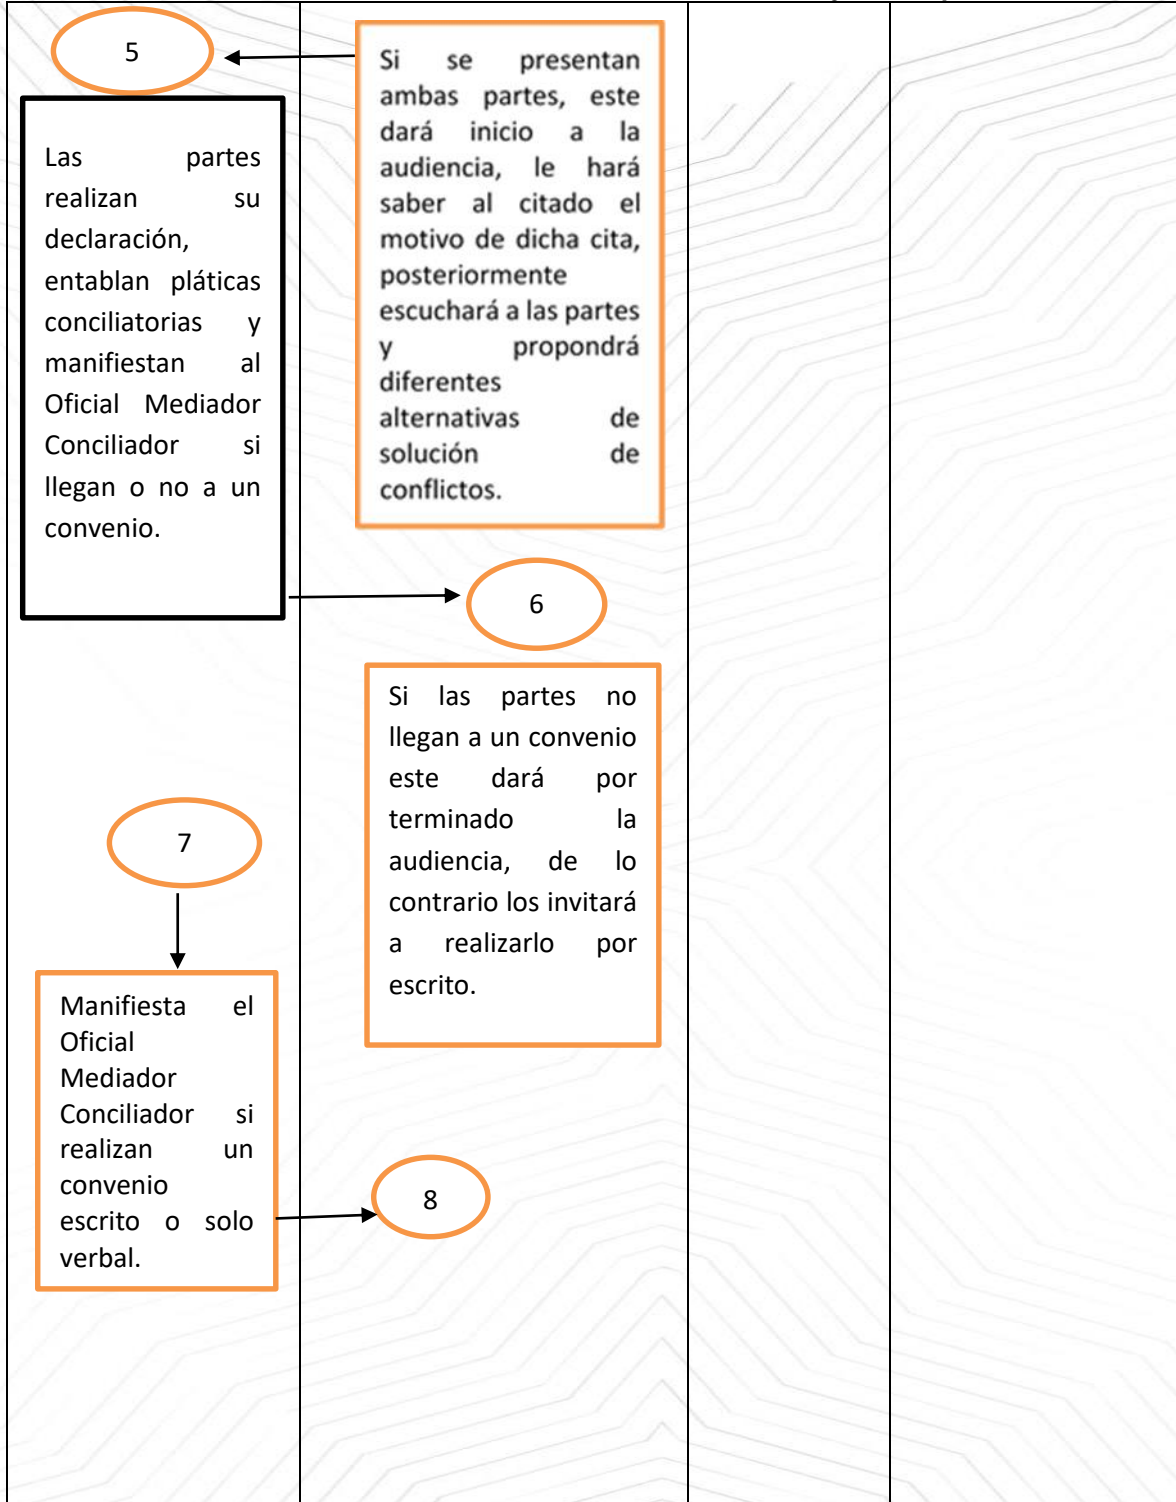 5
Si se presentan
ambas partes, este
dará inicio a la
audiencia, le hará
saber al citado el
motivo de dicha cita,
posteriormente
escuchará a las partes
y propondrá
diferentes
alternativas de
solución de
conflictos.
Las partes
realizan su
declaración,
entablan pláticas
conciliatorias y
manifiestan al
Oficial Mediador
Conciliador si
llegan o no a un
convenio.
6
Si las partes no
llegan a un convenio
este dará por
terminado la
audiencia, de lo
contrario los invitará
a realizarlo por
escrito.
7
Manifiesta el
Oficial
Mediador
Conciliador si
realizan un
convenio
escrito o solo
verbal.
8